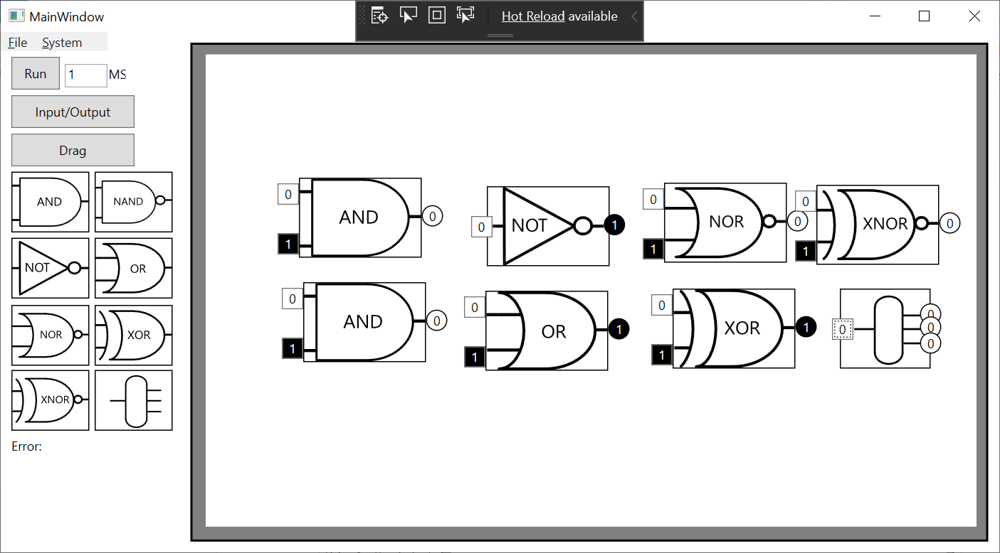 MainWindow
Hot Reload available
File System
Run 1 MS
Input/Output
Drag
AND NAND
NOT OR
NOR XOR
XNOR
Error:
0 AND 0
1
0 NOT 1
0 NOR 0
1
0 XNOR 0
1
0 AND 0
1
0 OR 1
1
0 XOR 1
1
0 0
0
0